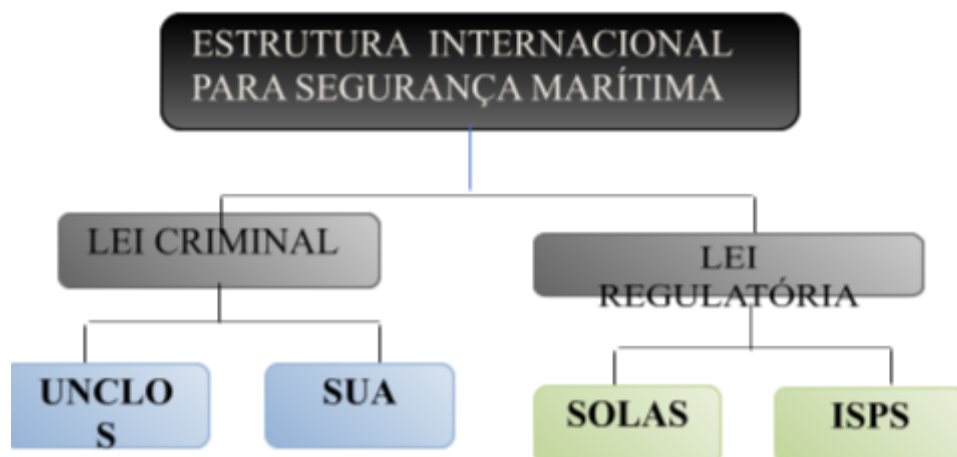 ESTRUTURA INTERNACIONAL
PARA SEGURANÇA MARÍTIMA
LEI CRIMINAL
LEI
REGULATÓRIA
UNCLO
S
SUA
SOLAS
ISPS